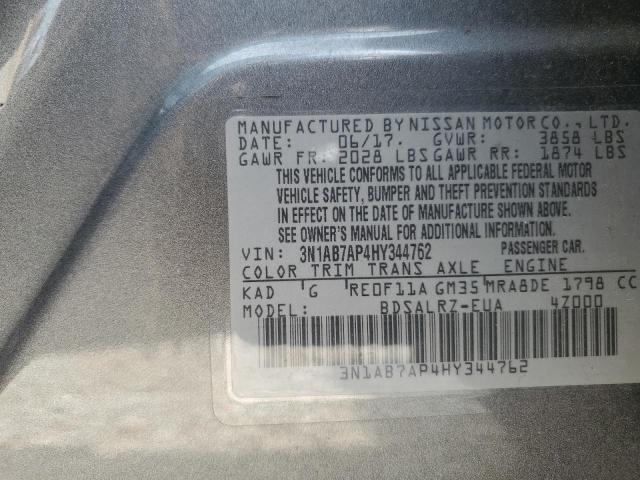 MANUFACTURED BY NISSAN MOTOR CO., LTD.
DATE: 06/17. GVWR: 3858 LBS
GAWR FR: 2028 LBS GAWR RR: 1874 LBS
THIS VEHICLE CONFORMS TO ALL APPLICABLE FEDERAL MOTOR
VEHICLE SAFETY, BUMPER AND THEFT PREVENTION STANDARDS
IN EFFECT ON THE DATE OF MANUFACTURE SHOWN ABOVE.
SEE OWNER'S MANUAL FOR ADDITIONAL INFORMATION.
VIN: 3N1AB7AP4HY344762 PASSENGER CAR.
COLOR TRIM TRANS AXLE ENGINE
KAD G RE0F11A GM35 MRA8DE 1798 CC
MODEL: BDSALRZ-EUA 4Z000
3N1AB7AP4HY344762